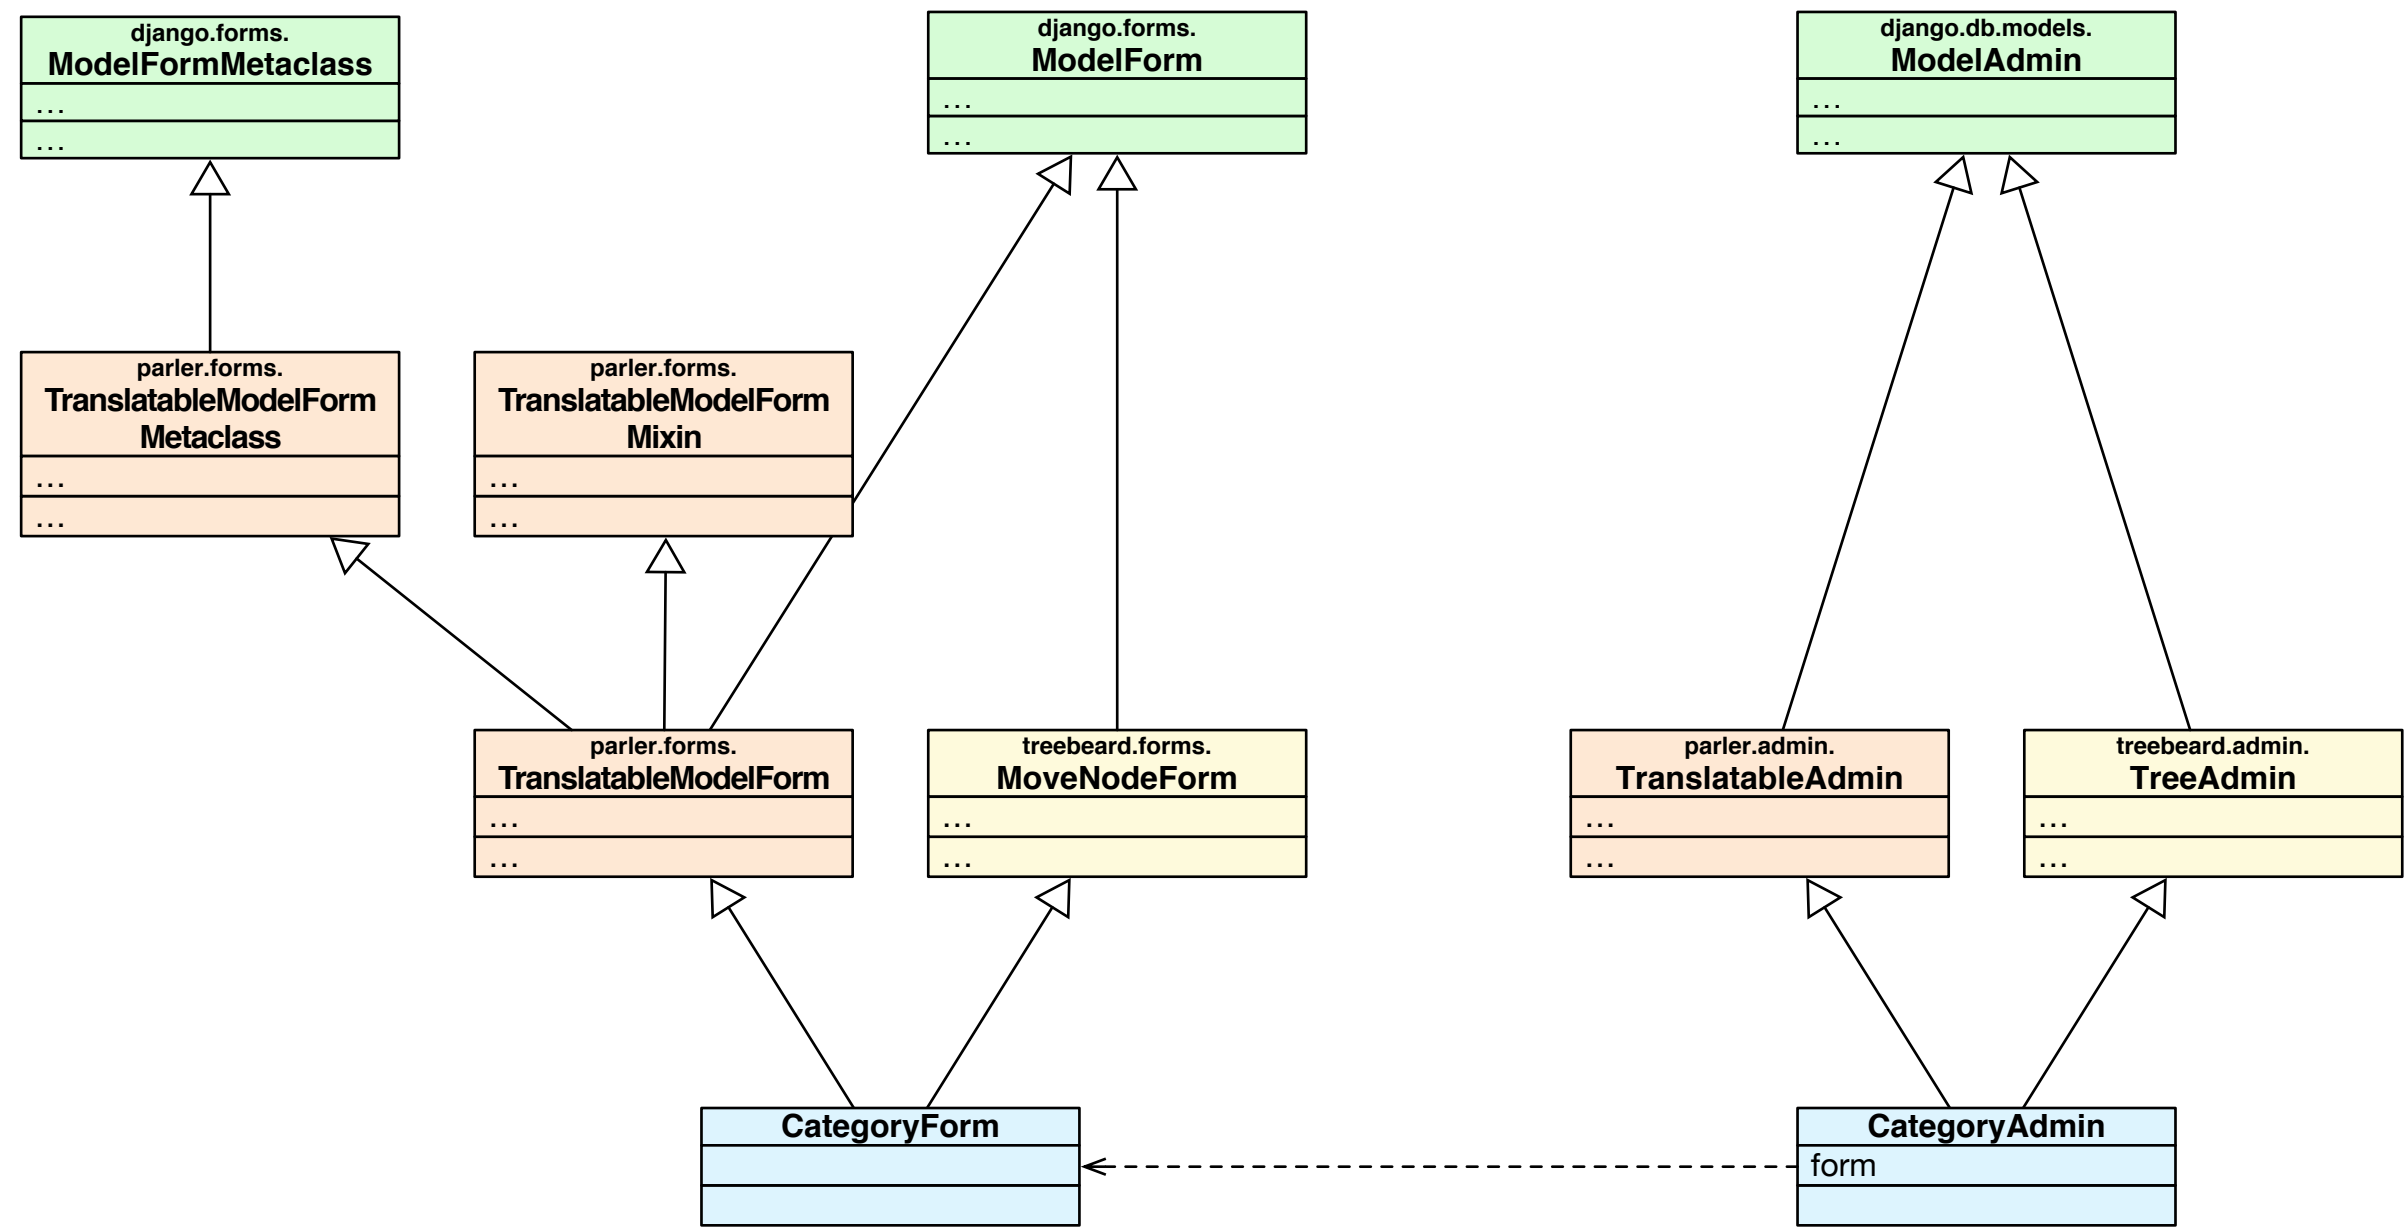 django.forms.
ModelFormMetaclass
...
...
django.forms.
ModelForm
...
...
django.db.models.
ModelAdmin
...
...
parler.forms.
TranslatableModelForm
Metaclass
...
...
parler.forms.
TranslatableModelForm
Mixin
...
...
parler.forms.
TranslatableModelForm
...
...
treebeard.forms.
MoveNodeForm
...
...
parler.admin.
TranslatableAdmin
...
...
treebeard.admin.
TreeAdmin
...
...
CategoryForm
CategoryAdmin
form